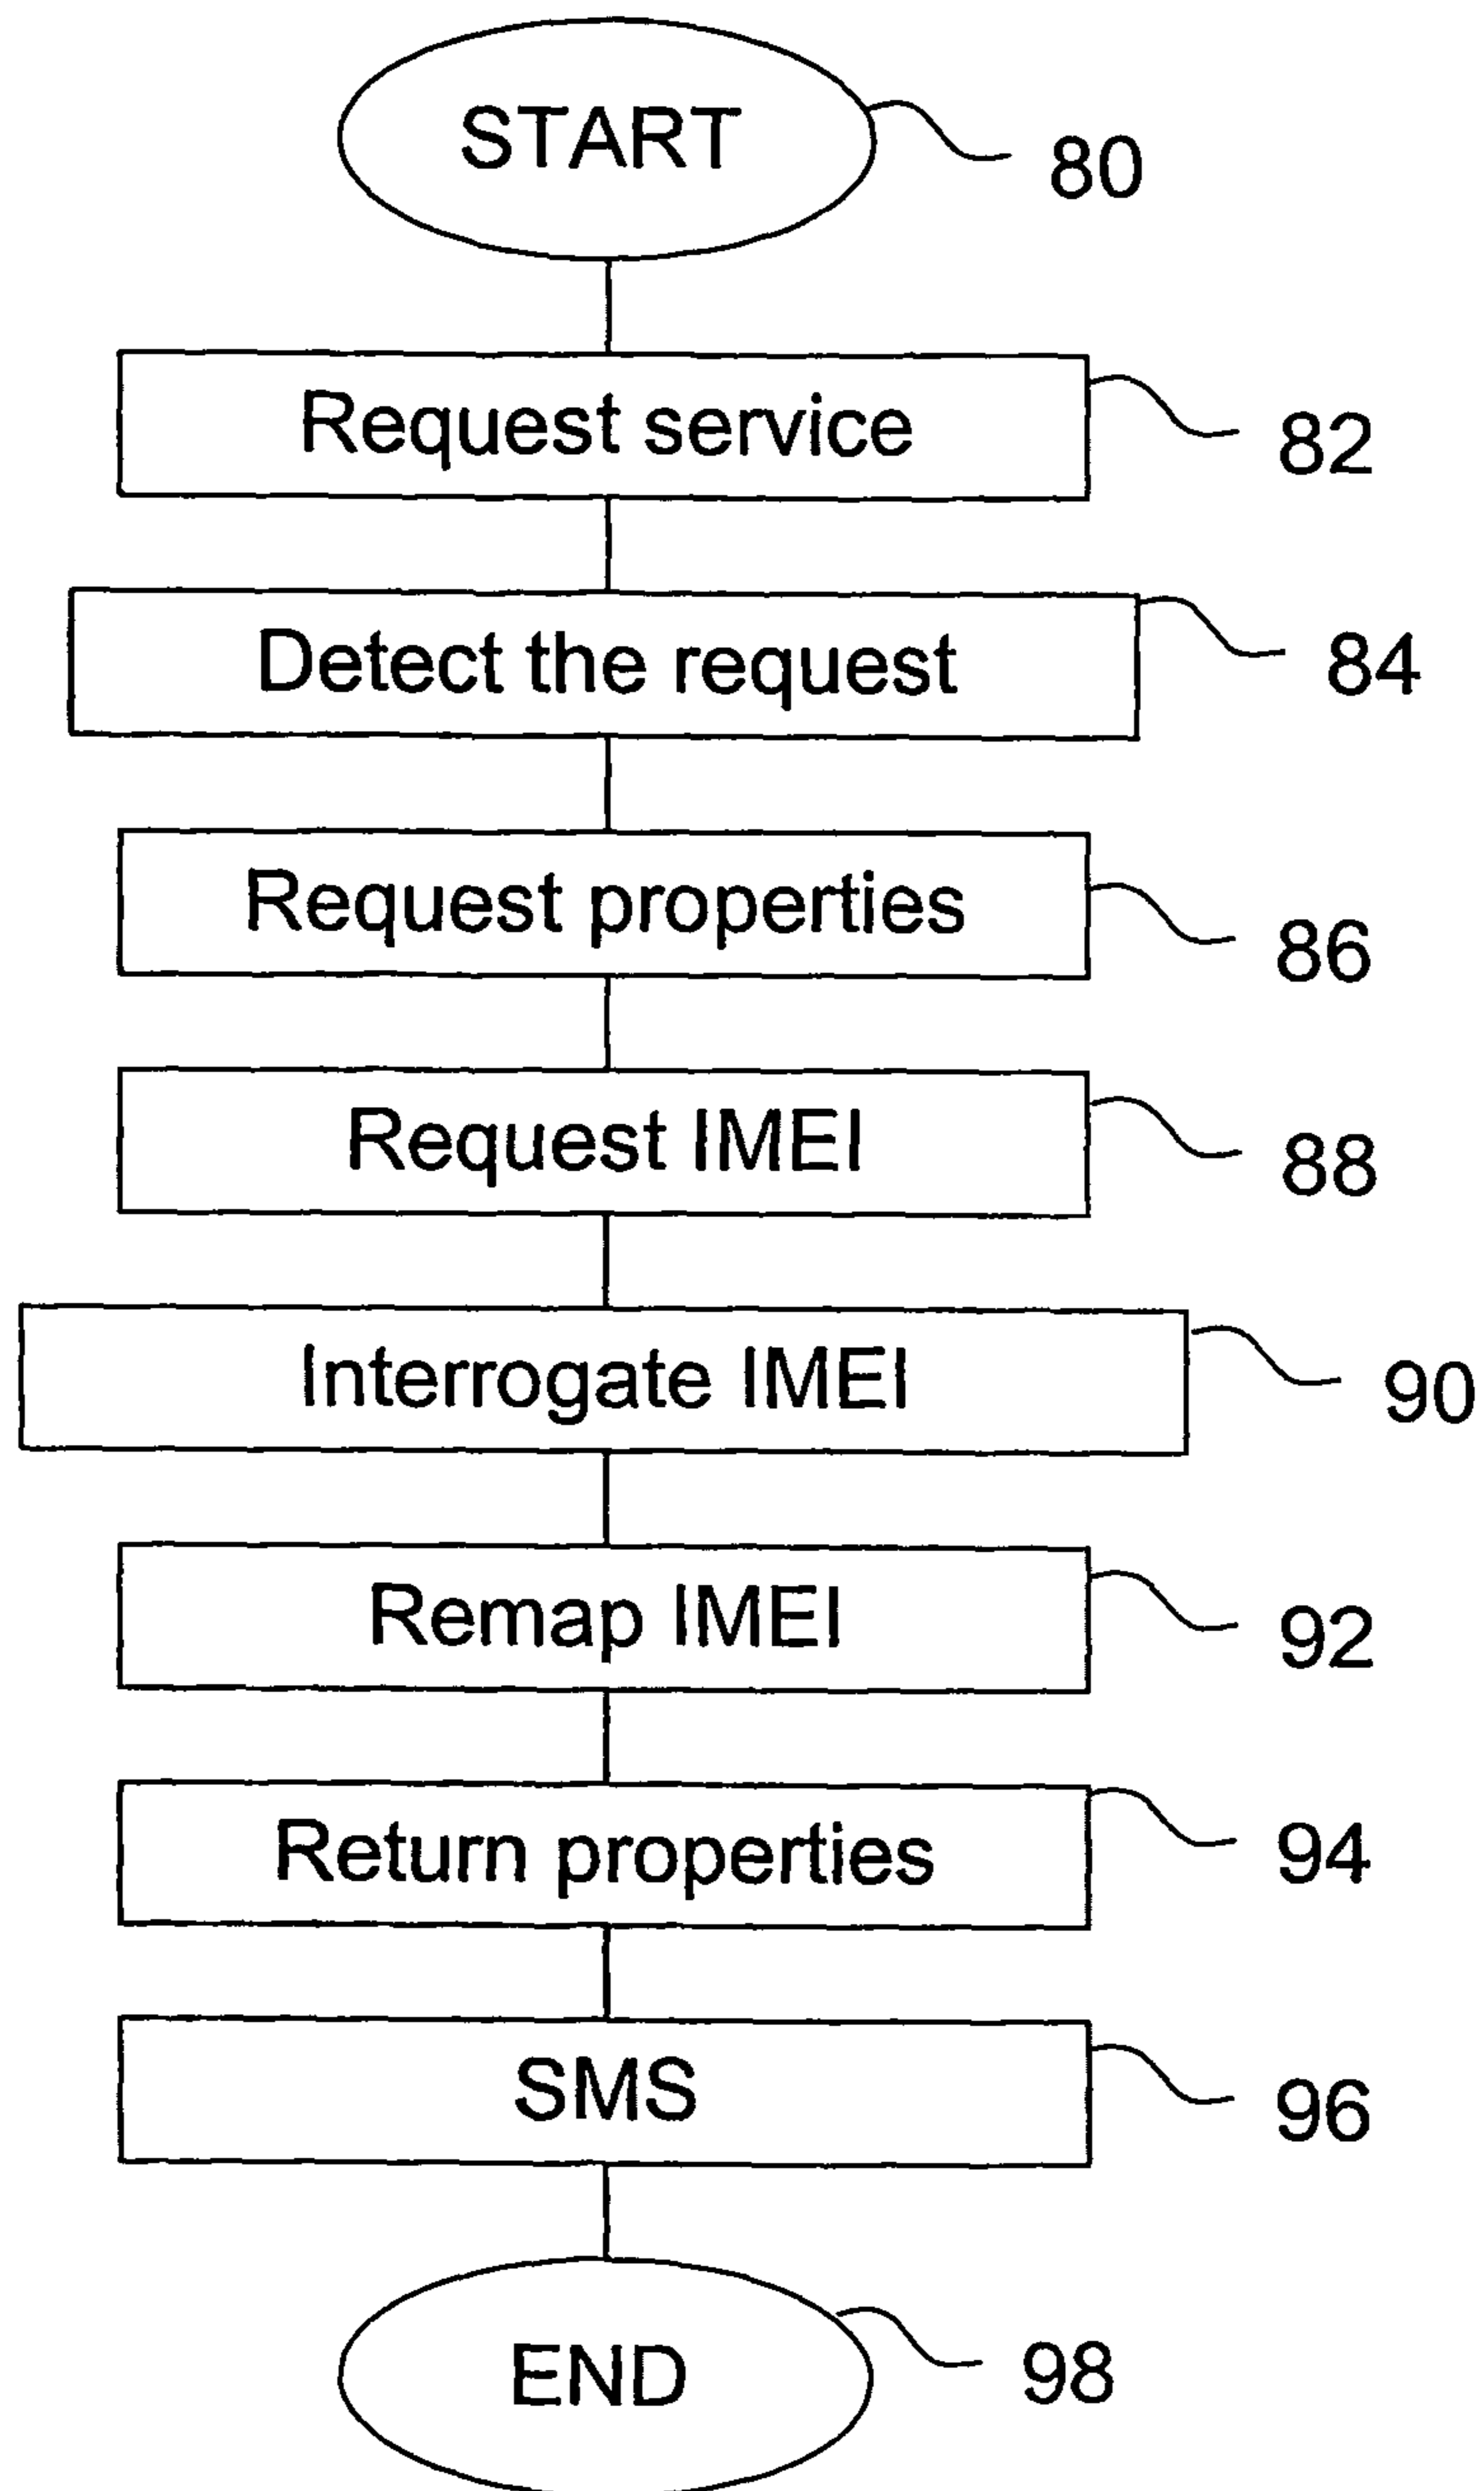 START
80
Request service
82
Detect the request
84
Request properties
86
Request IMEI
88
Interrogate IMEI
90
Remap IMEI
92
Return properties
94
SMS
96
END
98